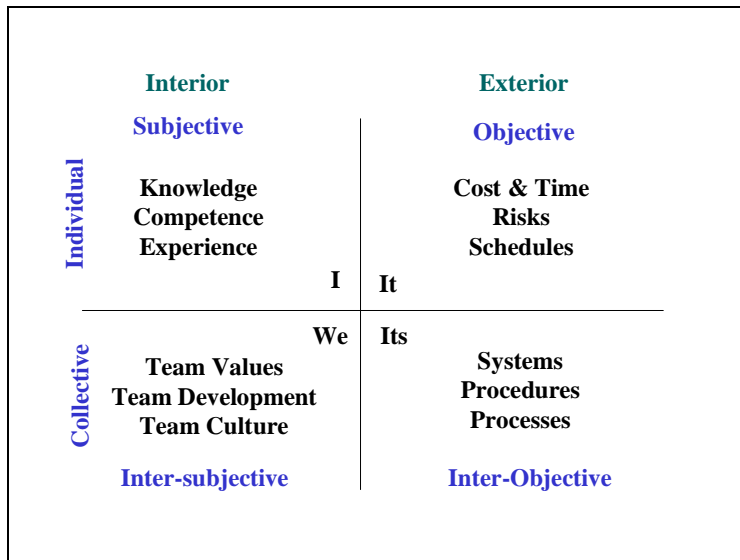 Interior
Exterior
Subjective
Objective
Individual
Knowledge
Competence
Experience
I
Cost & Time
Risks
Schedules
It
Collective
We
Team Values
Team Development
Team Culture
Its
Systems
Procedures
Processes
Inter-subjective
Inter-Objective